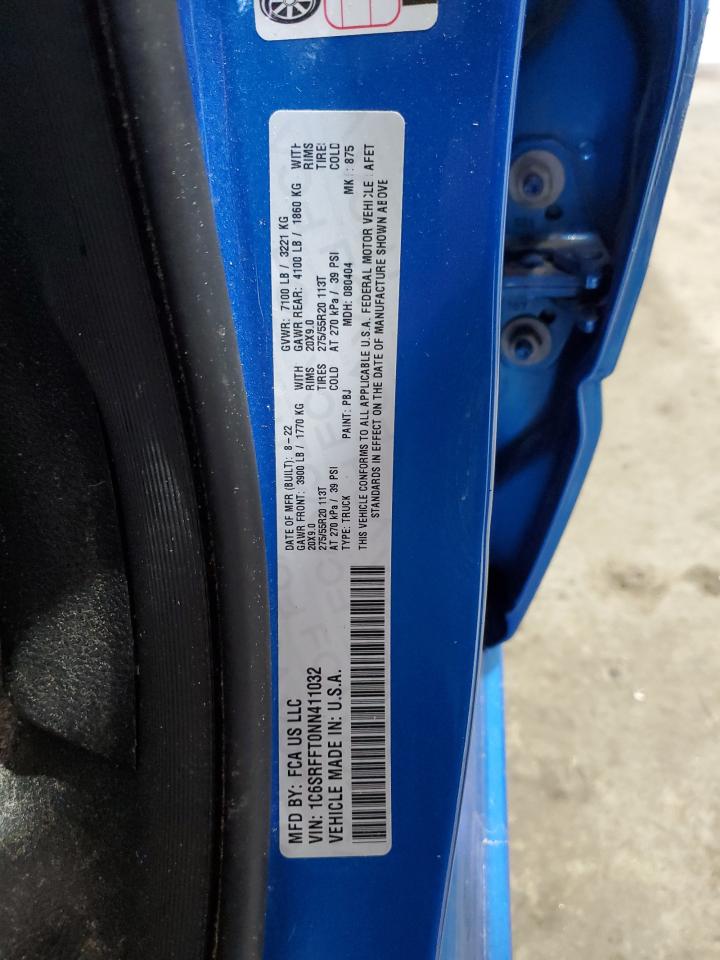 MFD BY: FCA US LLC
VIN: 1C6SRFFT0NN411032
VEHICLE MADE IN: U.S.A.
DATE OF MFR (BUILT): 8-22
GAWR FRONT: 3900 LB / 1770 KG WITH
20X9.0 RIMS
275/55R20 113T TIRES
AT 270 kPa / 39 PSI COLD
TYPE: TRUCK PAINT: PBJ
GVWR: 7100 LB / 3221 KG
GAWR REAR: 4100 LB / 1860 KG WITH
20X9.0 RIMS
275/55R20 113T TIRE
AT 270 kPa / 39 PSI COLD
MDH: 080404 MK : 875
THIS VEHICLE CONFORMS TO ALL APPLICABLE U.S.A. FEDERAL MOTOR VEHICLE AFET
STANDARDS IN EFFECT ON THE DATE OF MANUFACTURE SHOWN ABOVE